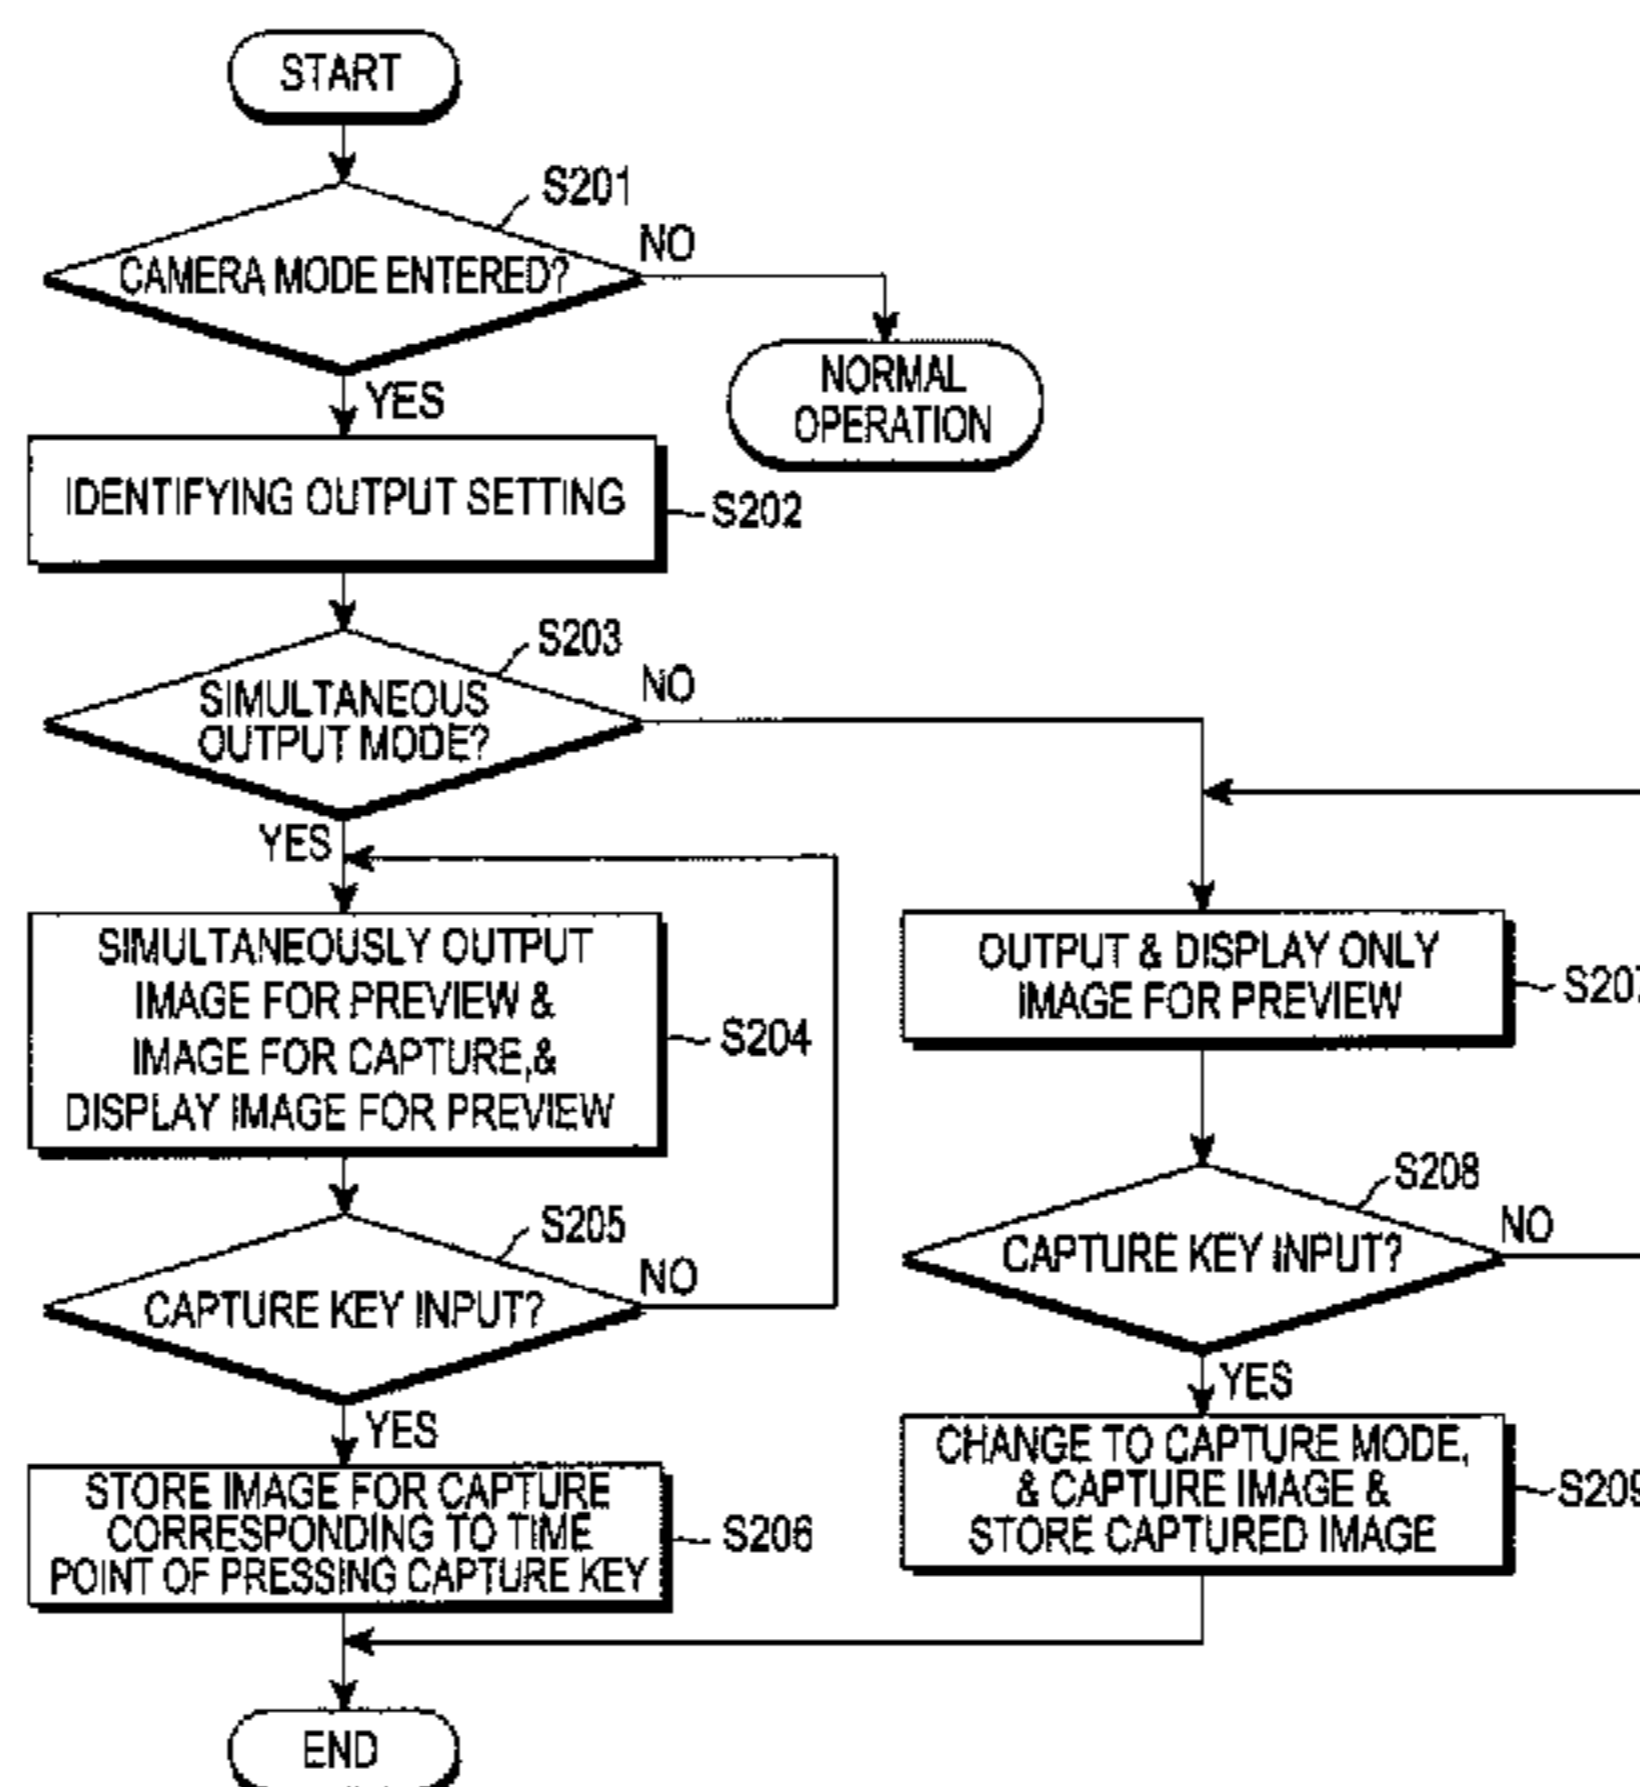 START
S201
CAMERA MODE ENTERED?
NO
NORMAL
OPERATION
YES
IDENTIFYING OUTPUT SETTING
S202
S203
SIMULTANEOUS
OUTPUT MODE?
NO
YES
SIMULTANEOUSLY OUTPUT
IMAGE FOR PREVIEW &
IMAGE FOR CAPTURE,&
DISPLAY IMAGE FOR PREVIEW
S204
S205
CAPTURE KEY INPUT?
NO
YES
STORE IMAGE FOR CAPTURE
CORRESPONDING TO TIME
POINT OF PRESSING CAPTURE KEY
S206
OUTPUT & DISPLAY ONLY
IMAGE FOR PREVIEW
S207
S208
CAPTURE KEY INPUT?
NO
YES
CHANGE TO CAPTURE MODE,
& CAPTURE IMAGE &
STORE CAPTURED IMAGE
S209
END